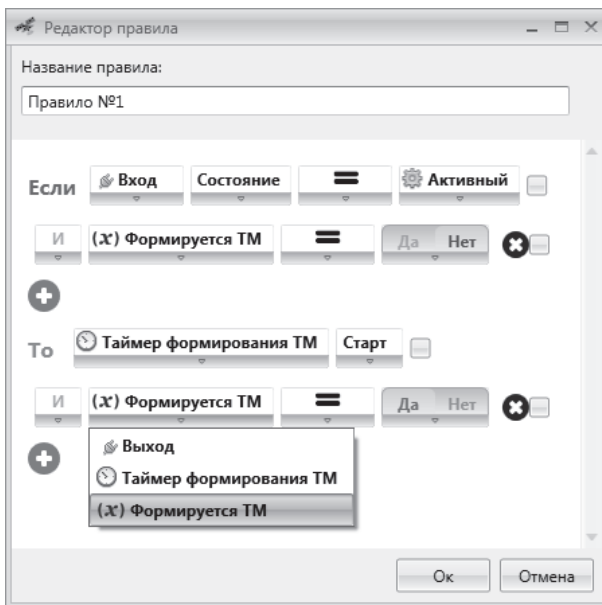 Редактор правила
Название правила:
Правило №1
Если Вход Состояние = Активный
И (x) Формируется ТМ = Да Нет
То Таймер формирования ТМ Старт
И (x) Формируется ТМ = Да Нет
Выход
Таймер формирования ТМ
(x) Формируется ТМ
Ок Отмена